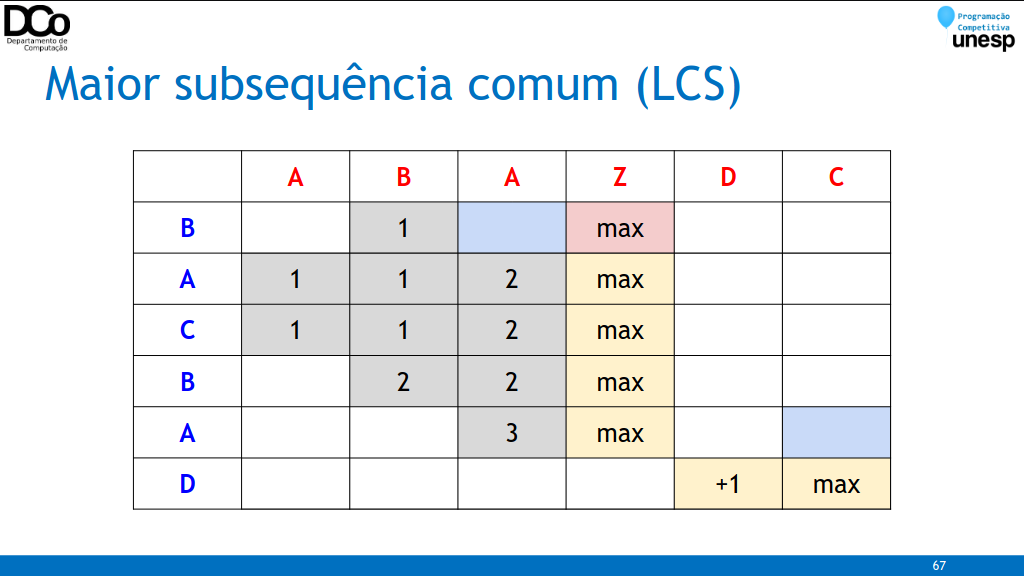 DCo
Departamento de
Computação
Programação
Competitiva
unesp
Maior subsequência comum (LCS)
A B A Z D C
B 1 max
A 1 1 2 max
C 1 1 2 max
B 2 2 max
A 3 max
D +1 max
67